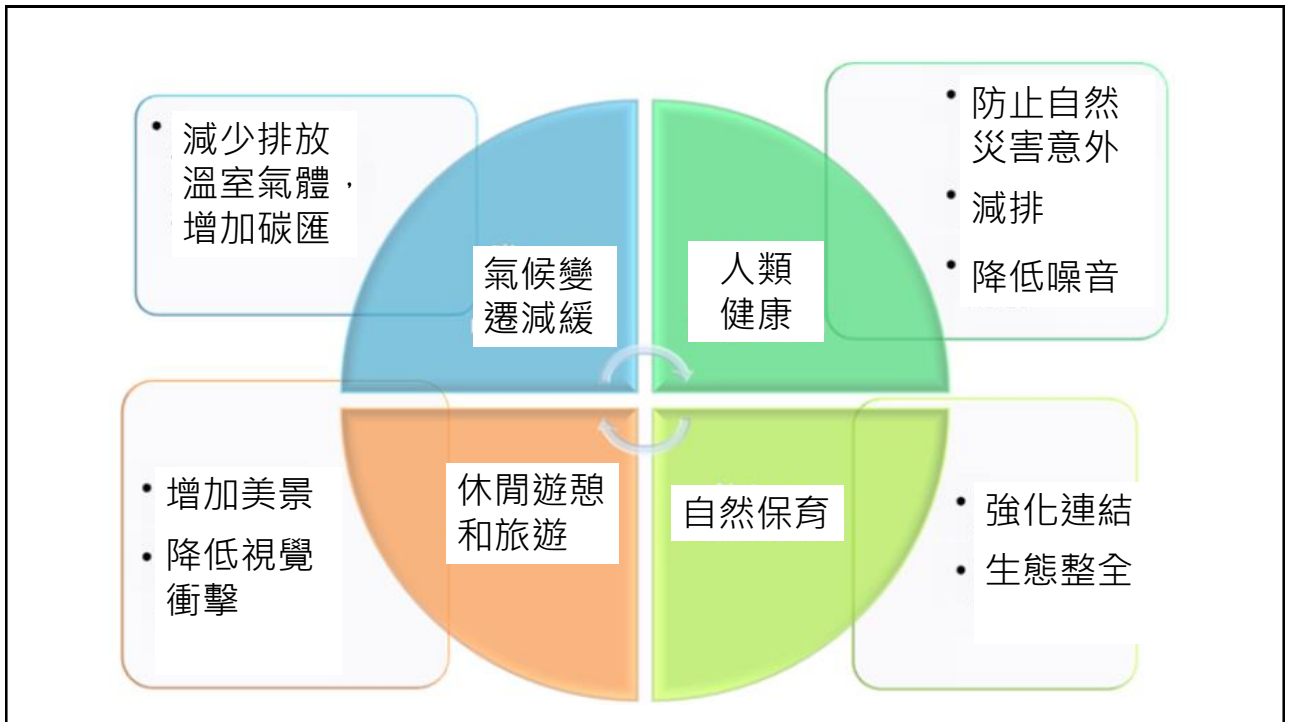 • 減少排放
溫室氣體，
增加碳匯
氣候變
遷減緩
人類
健康
• 防止自然
災害意外
• 減排
• 降低噪音
• 增加美景
• 降低視覺
衝擊
休閒遊憩
和旅遊
自然保育
• 強化連結
• 生態整全